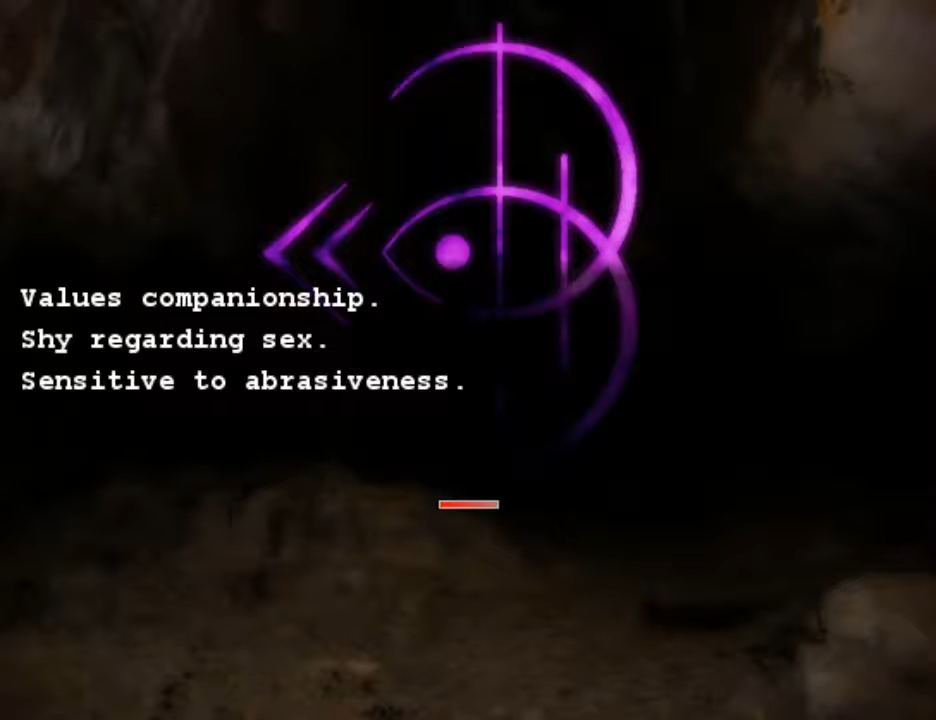 Values companionship.
Shy regarding sex.
Sensitive to abrasiveness.